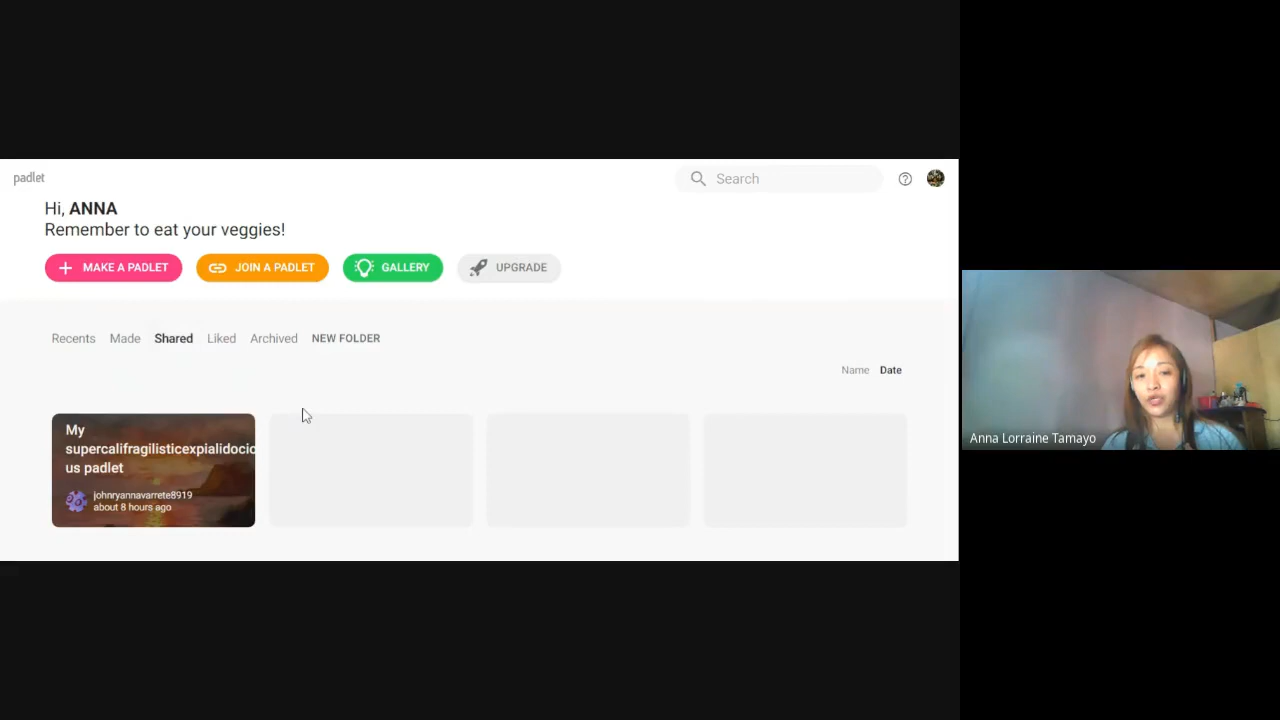 padlet
Search
Hi, ANNA
Remember to eat your veggies!
MAKE A PADLET
JOIN A PADLET
GALLERY
UPGRADE
Recents
Made
Shared
Liked
Archived
NEW FOLDER
Name
Date
My
supercalifragilisticexpialidocio
us padlet
johnryannavarrete8919
about 8 hours ago
Anna Lorraine Tamayo